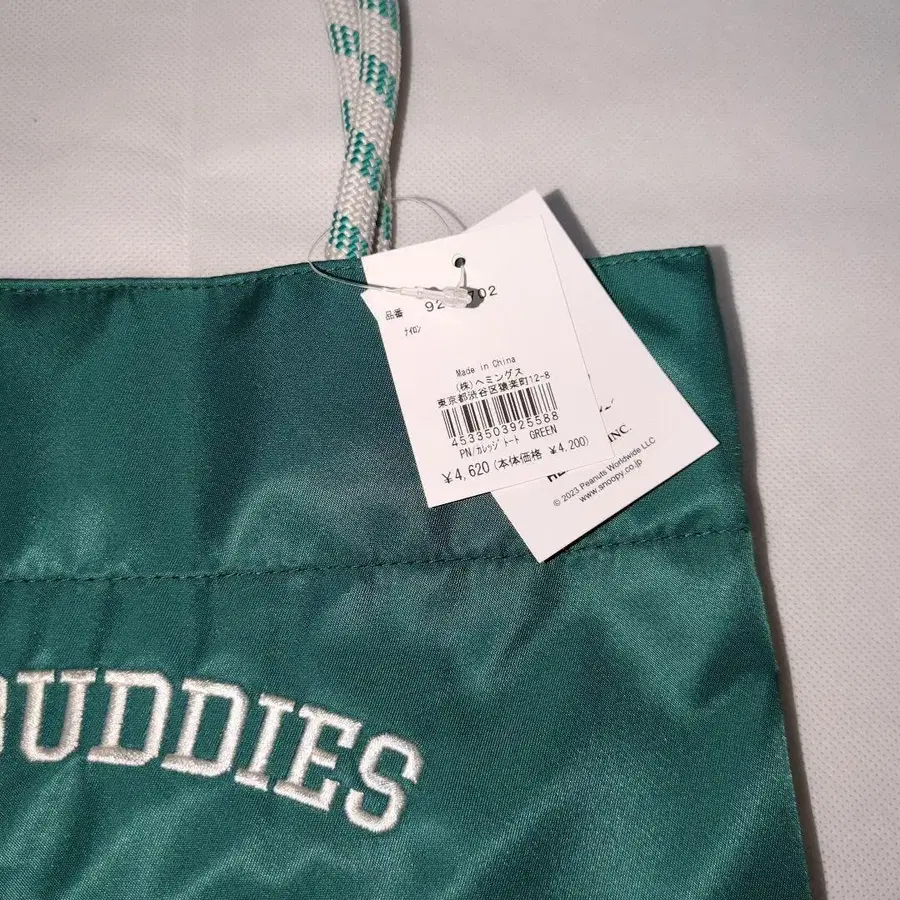 品番
702
ナイロン
Made in China
(株)ヘミングス
東京都渋谷区猿楽町12-8
4533503925588
PN/カレッジトート GREEN
¥4,620(本体価格 ¥4,200)
INC.
© 2023 Peanuts Worldwide LLC
www.snoopy.co.jp
BUDDIES